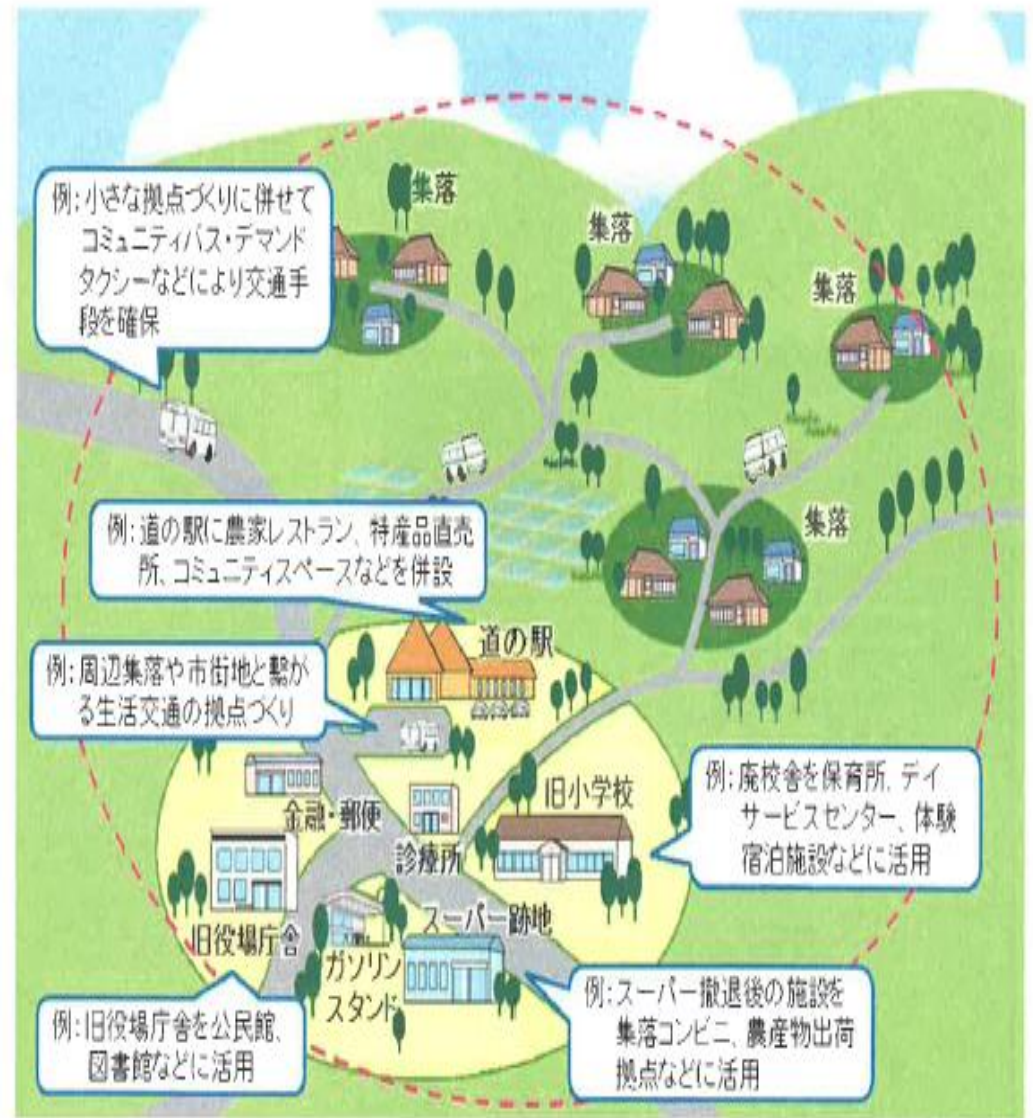 集落
集落
集落
例：小さな拠点づくりに併せて
コミュニティバス・デマンド
タクシーなどにより交通手
段を確保
集落
例：道の駅に農家レストラン、特産品直売
所、コミュニティスペースなどを併設
道の駅
例：周辺集落や市街地と繋が
る生活交通の拠点づくり
金融・郵便
診療所
旧小学校
例：廃校舎を保育所、デイ
サービスセンター、体験
宿泊施設などに活用
旧役場庁舎
ガソリン
スタンド
スーパー跡地
例：旧役場庁舎を公民館、
図書館などに活用
例：スーパー撤退後の施設を
集落コンビニ、農産物出荷
拠点などに活用